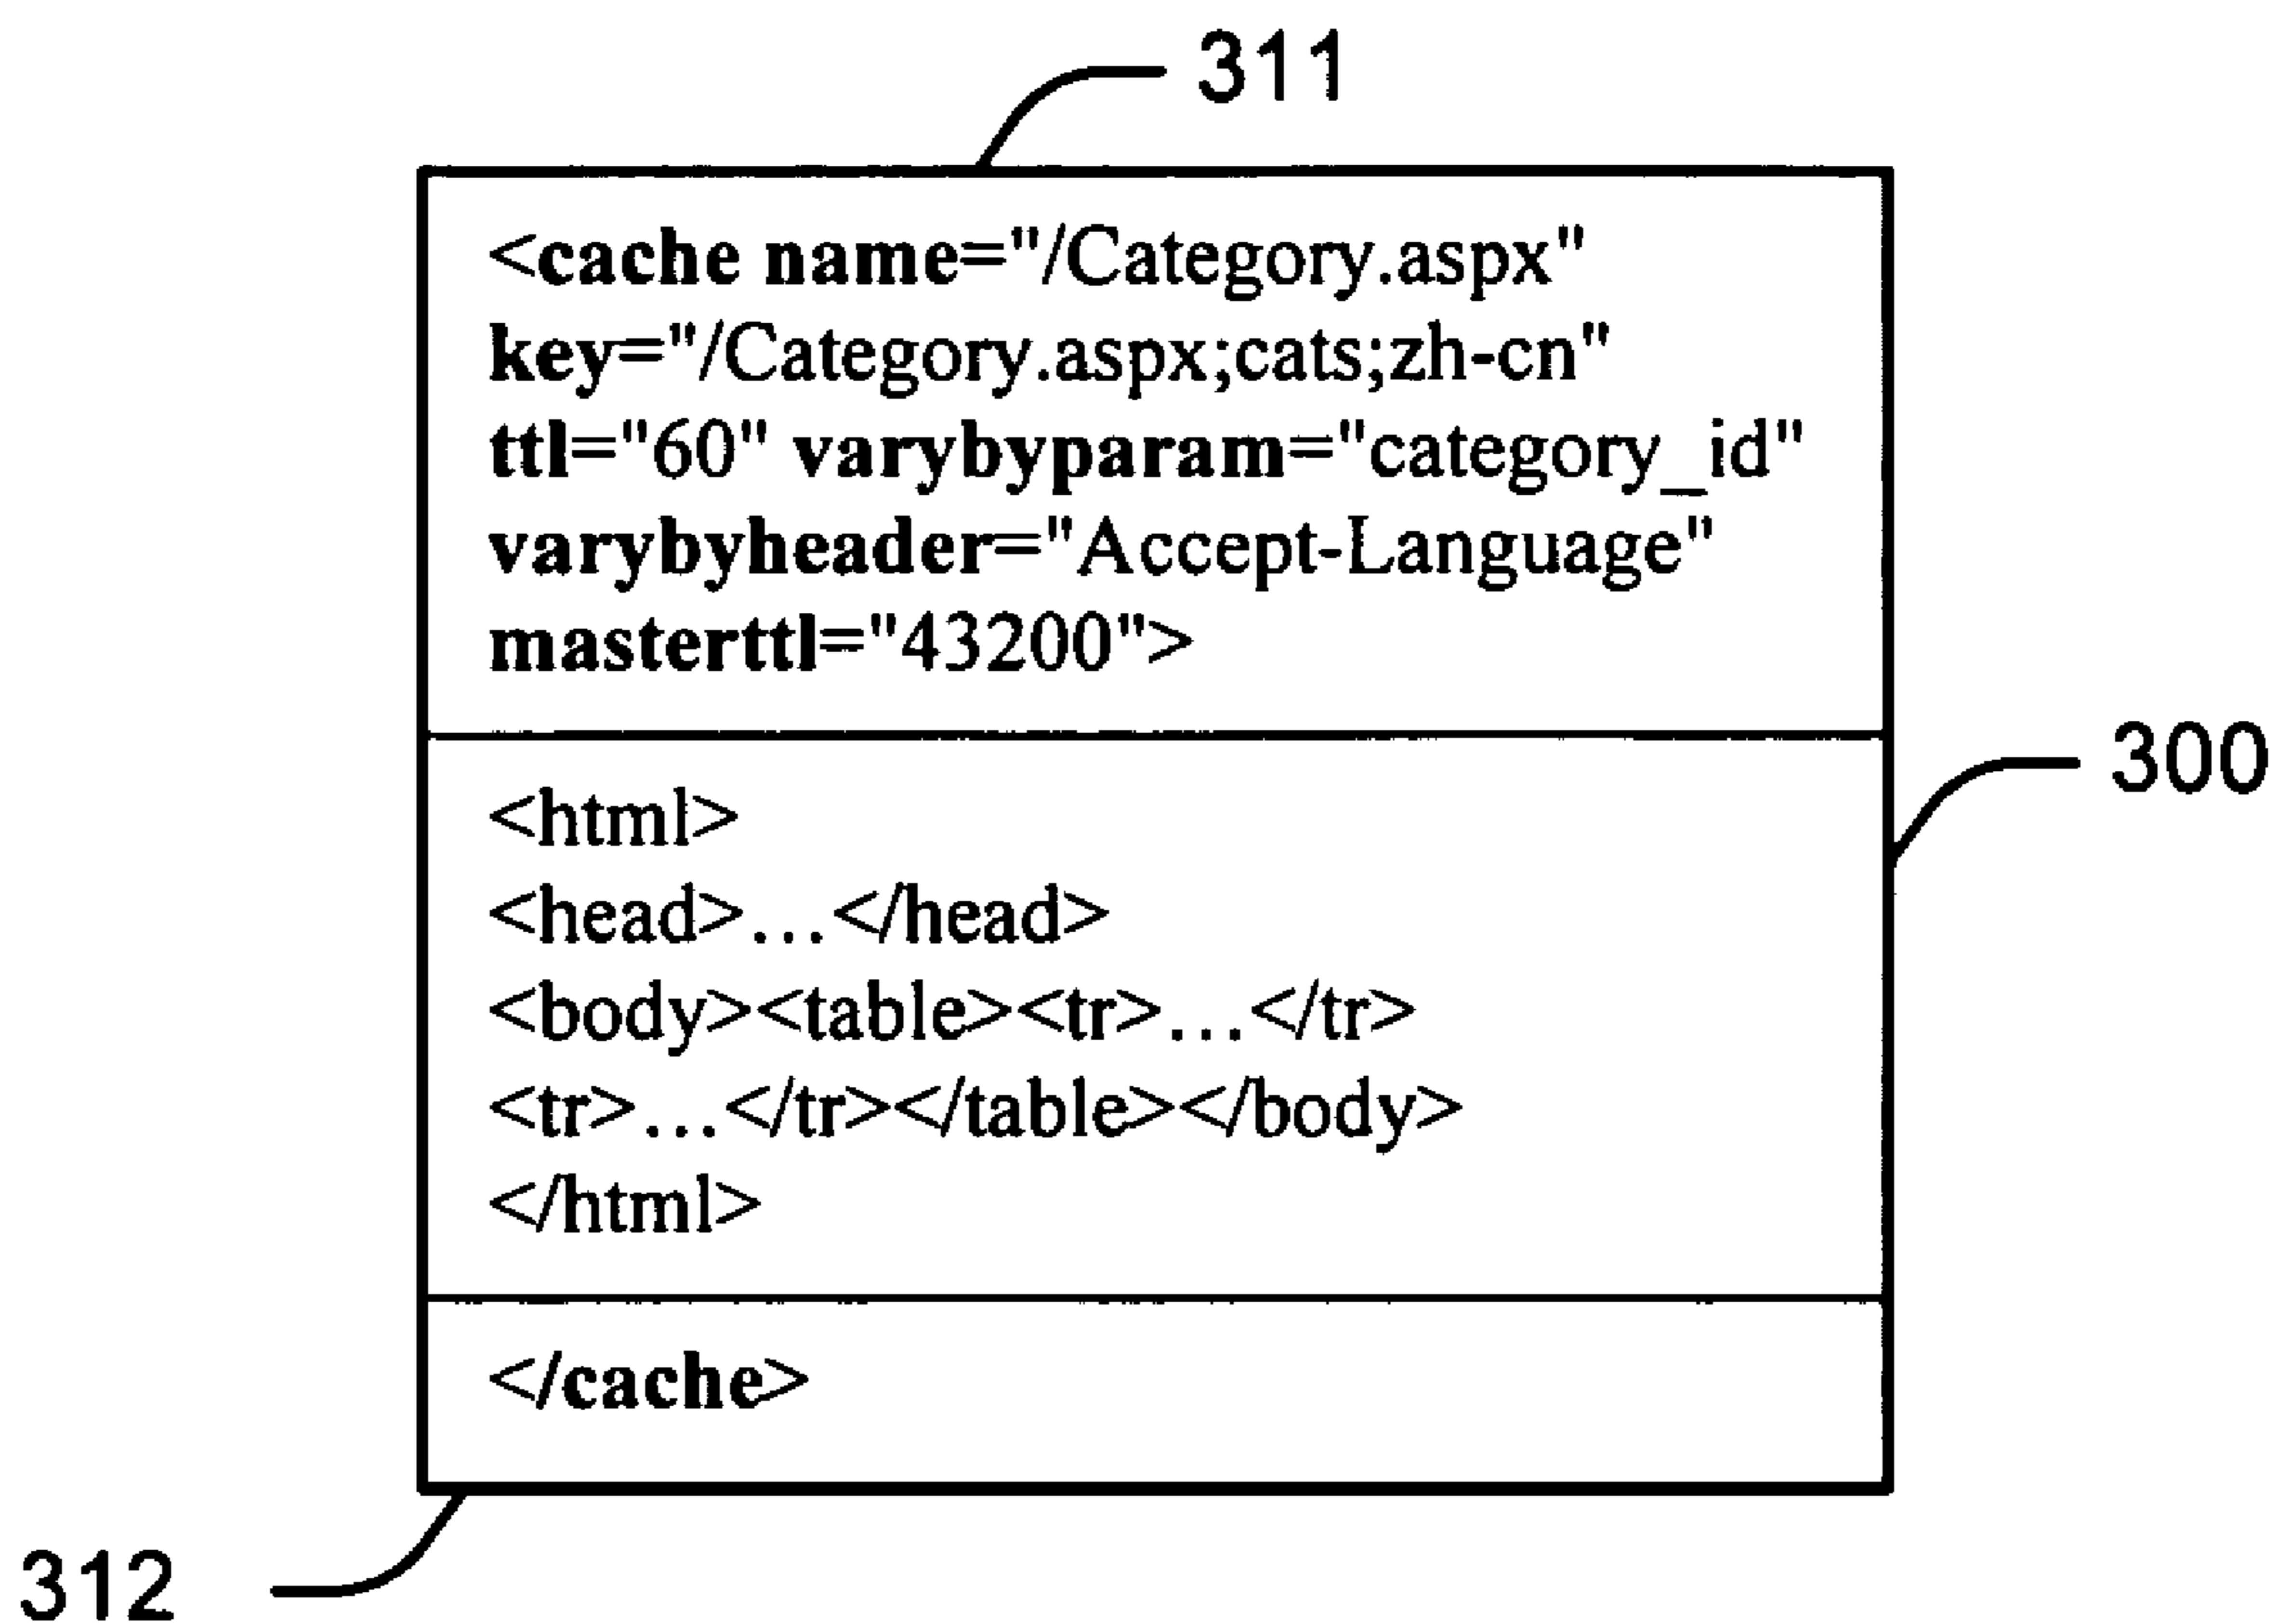 311
<cache name="/Category.aspx"
key="/Category.aspx;cats;zh-cn"
ttl="60" varybyparam="category_id"
varybyheader="Accept-Language"
masterttl="43200">
300
<html>
<head>...</head>
<body><table><tr>...</tr>
<tr>...</tr></table></body>
</html>
</cache>
312